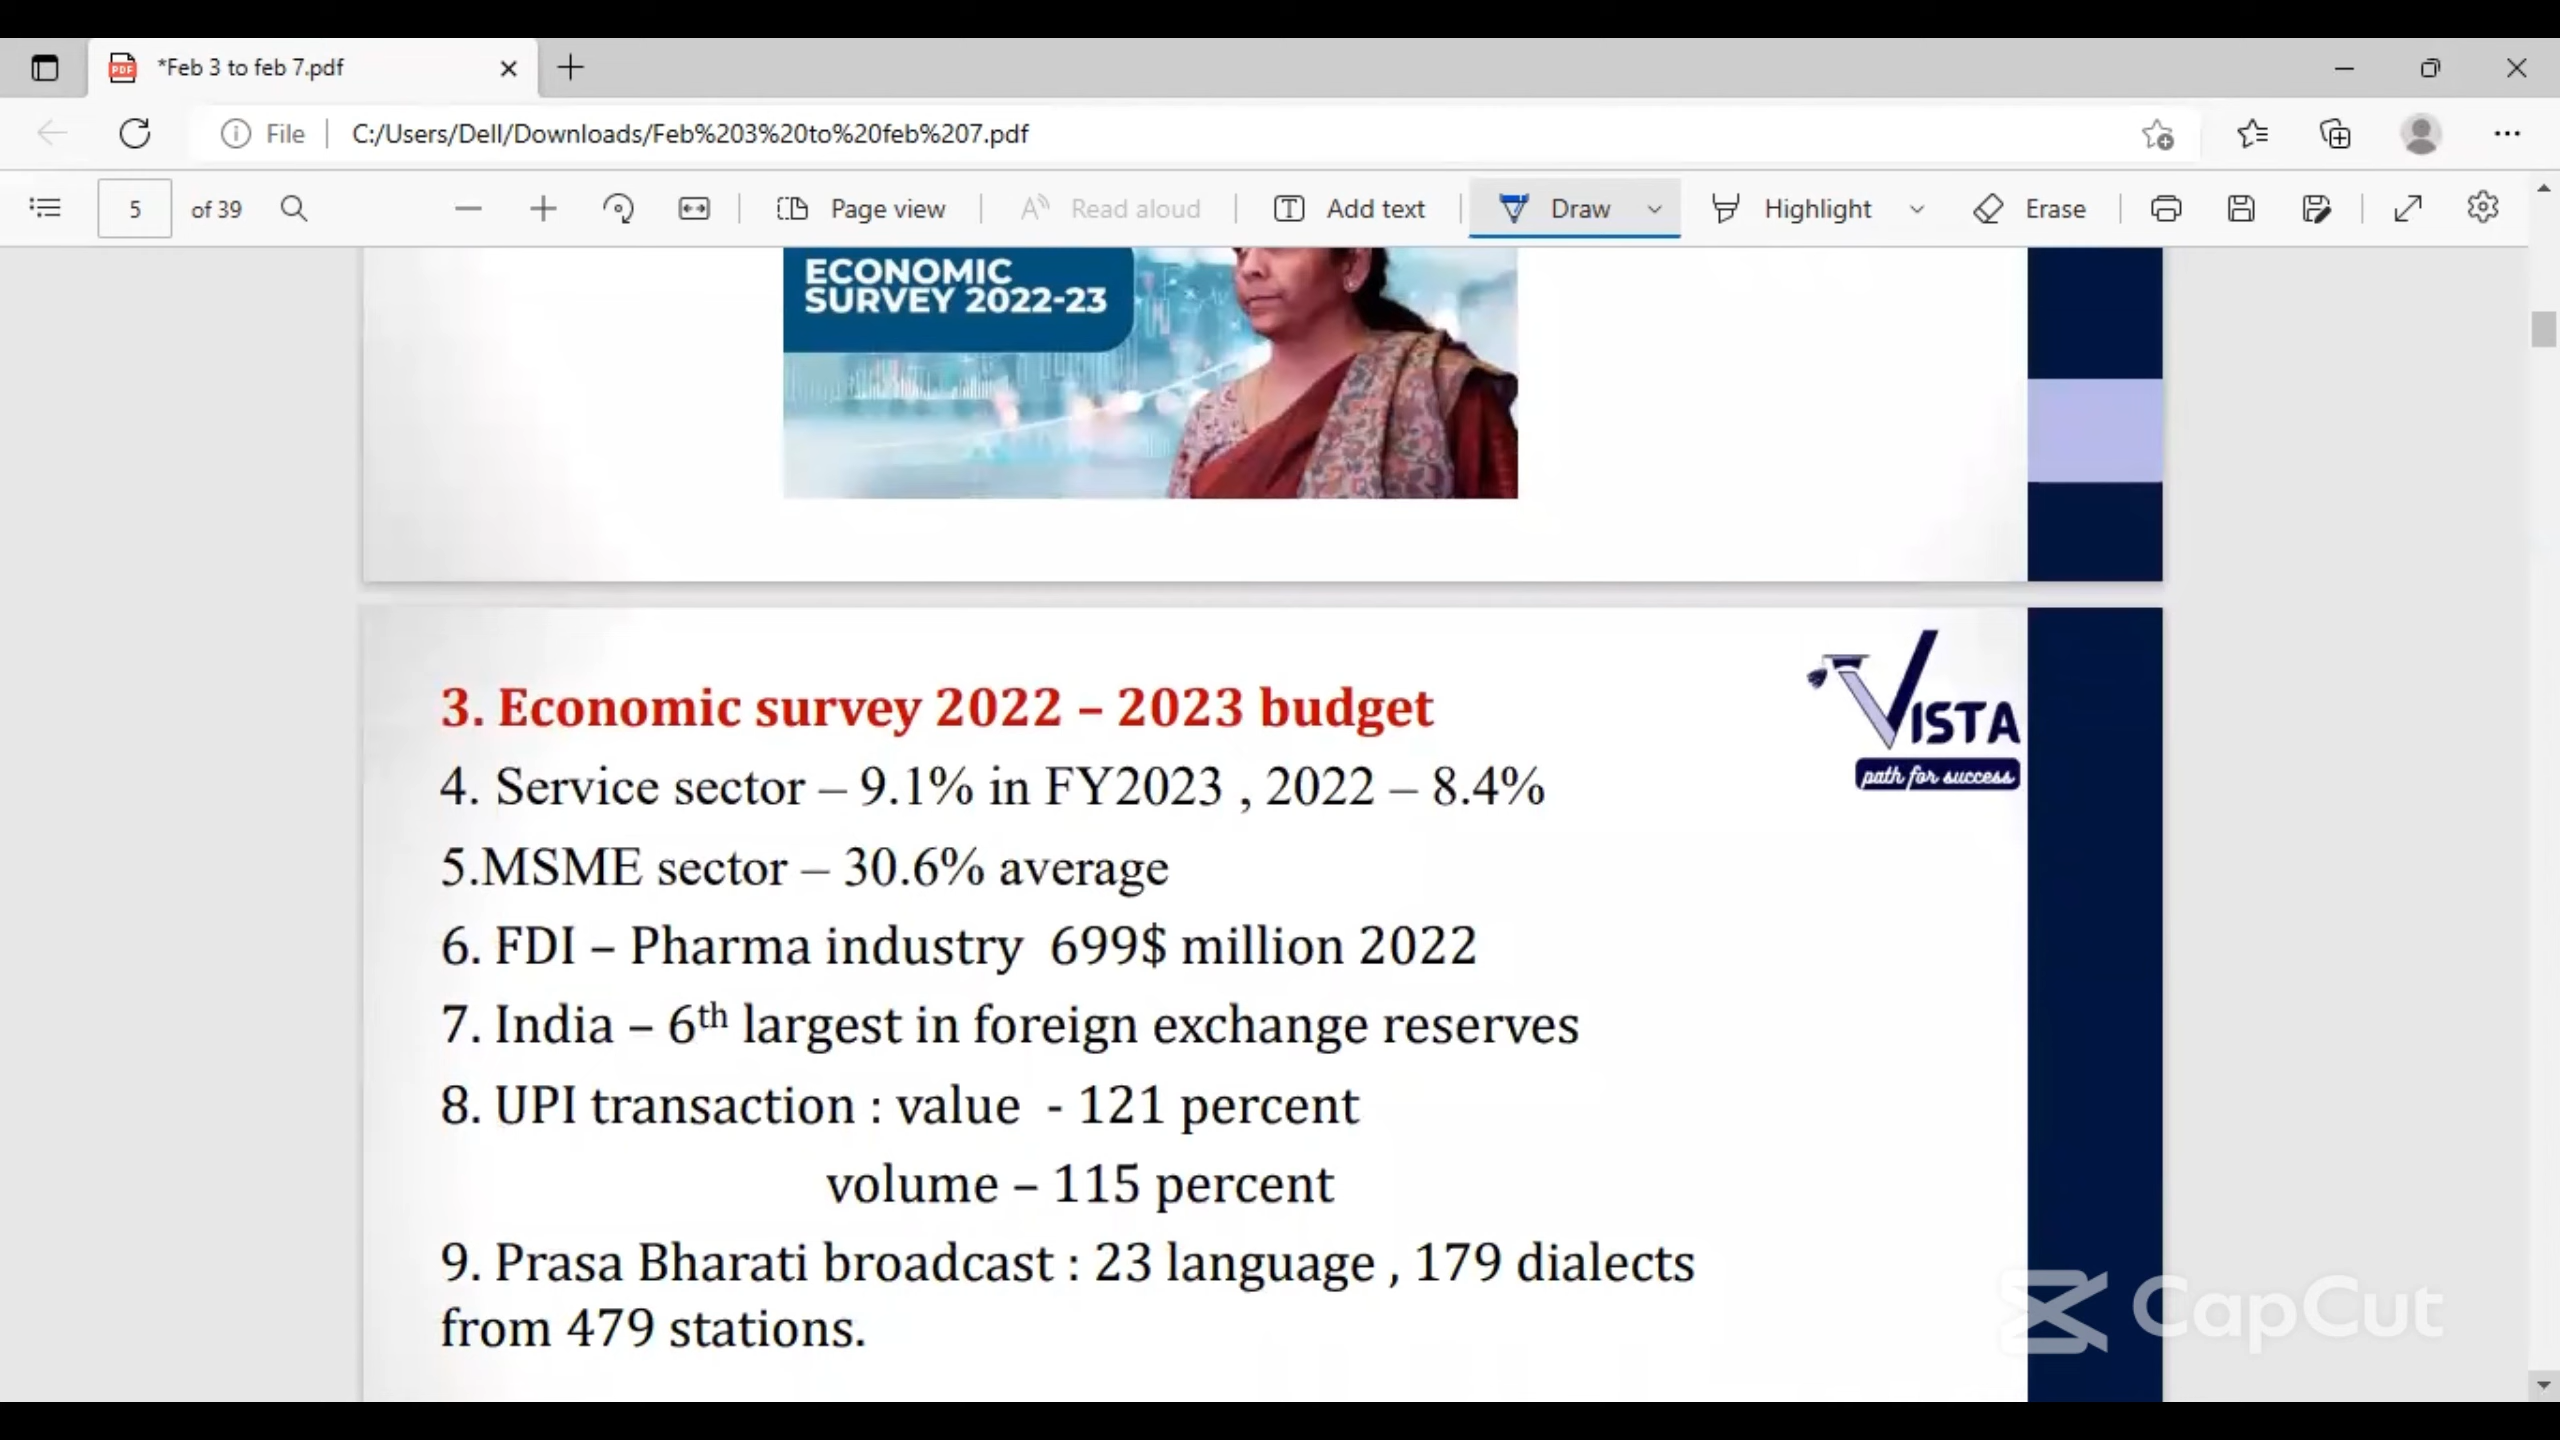 *Feb 3 to feb 7.pdf
File
C:/Users/Dell/Downloads/Feb%203%20to%20feb%207.pdf
5 of 39 Page view Read aloud Add text Draw Highlight Erase
ECONOMIC
SURVEY 2022-23
VISTA
path for success
3. Economic survey 2022 – 2023 budget
4. Service sector – 9.1% in FY2023 , 2022 – 8.4%
5.MSME sector – 30.6% average
6. FDI – Pharma industry 699$ million 2022
7. India – 6th largest in foreign exchange reserves
8. UPI transaction : value - 121 percent
volume – 115 percent
9. Prasa Bharati broadcast : 23 language , 179 dialects
from 479 stations.
CapCut